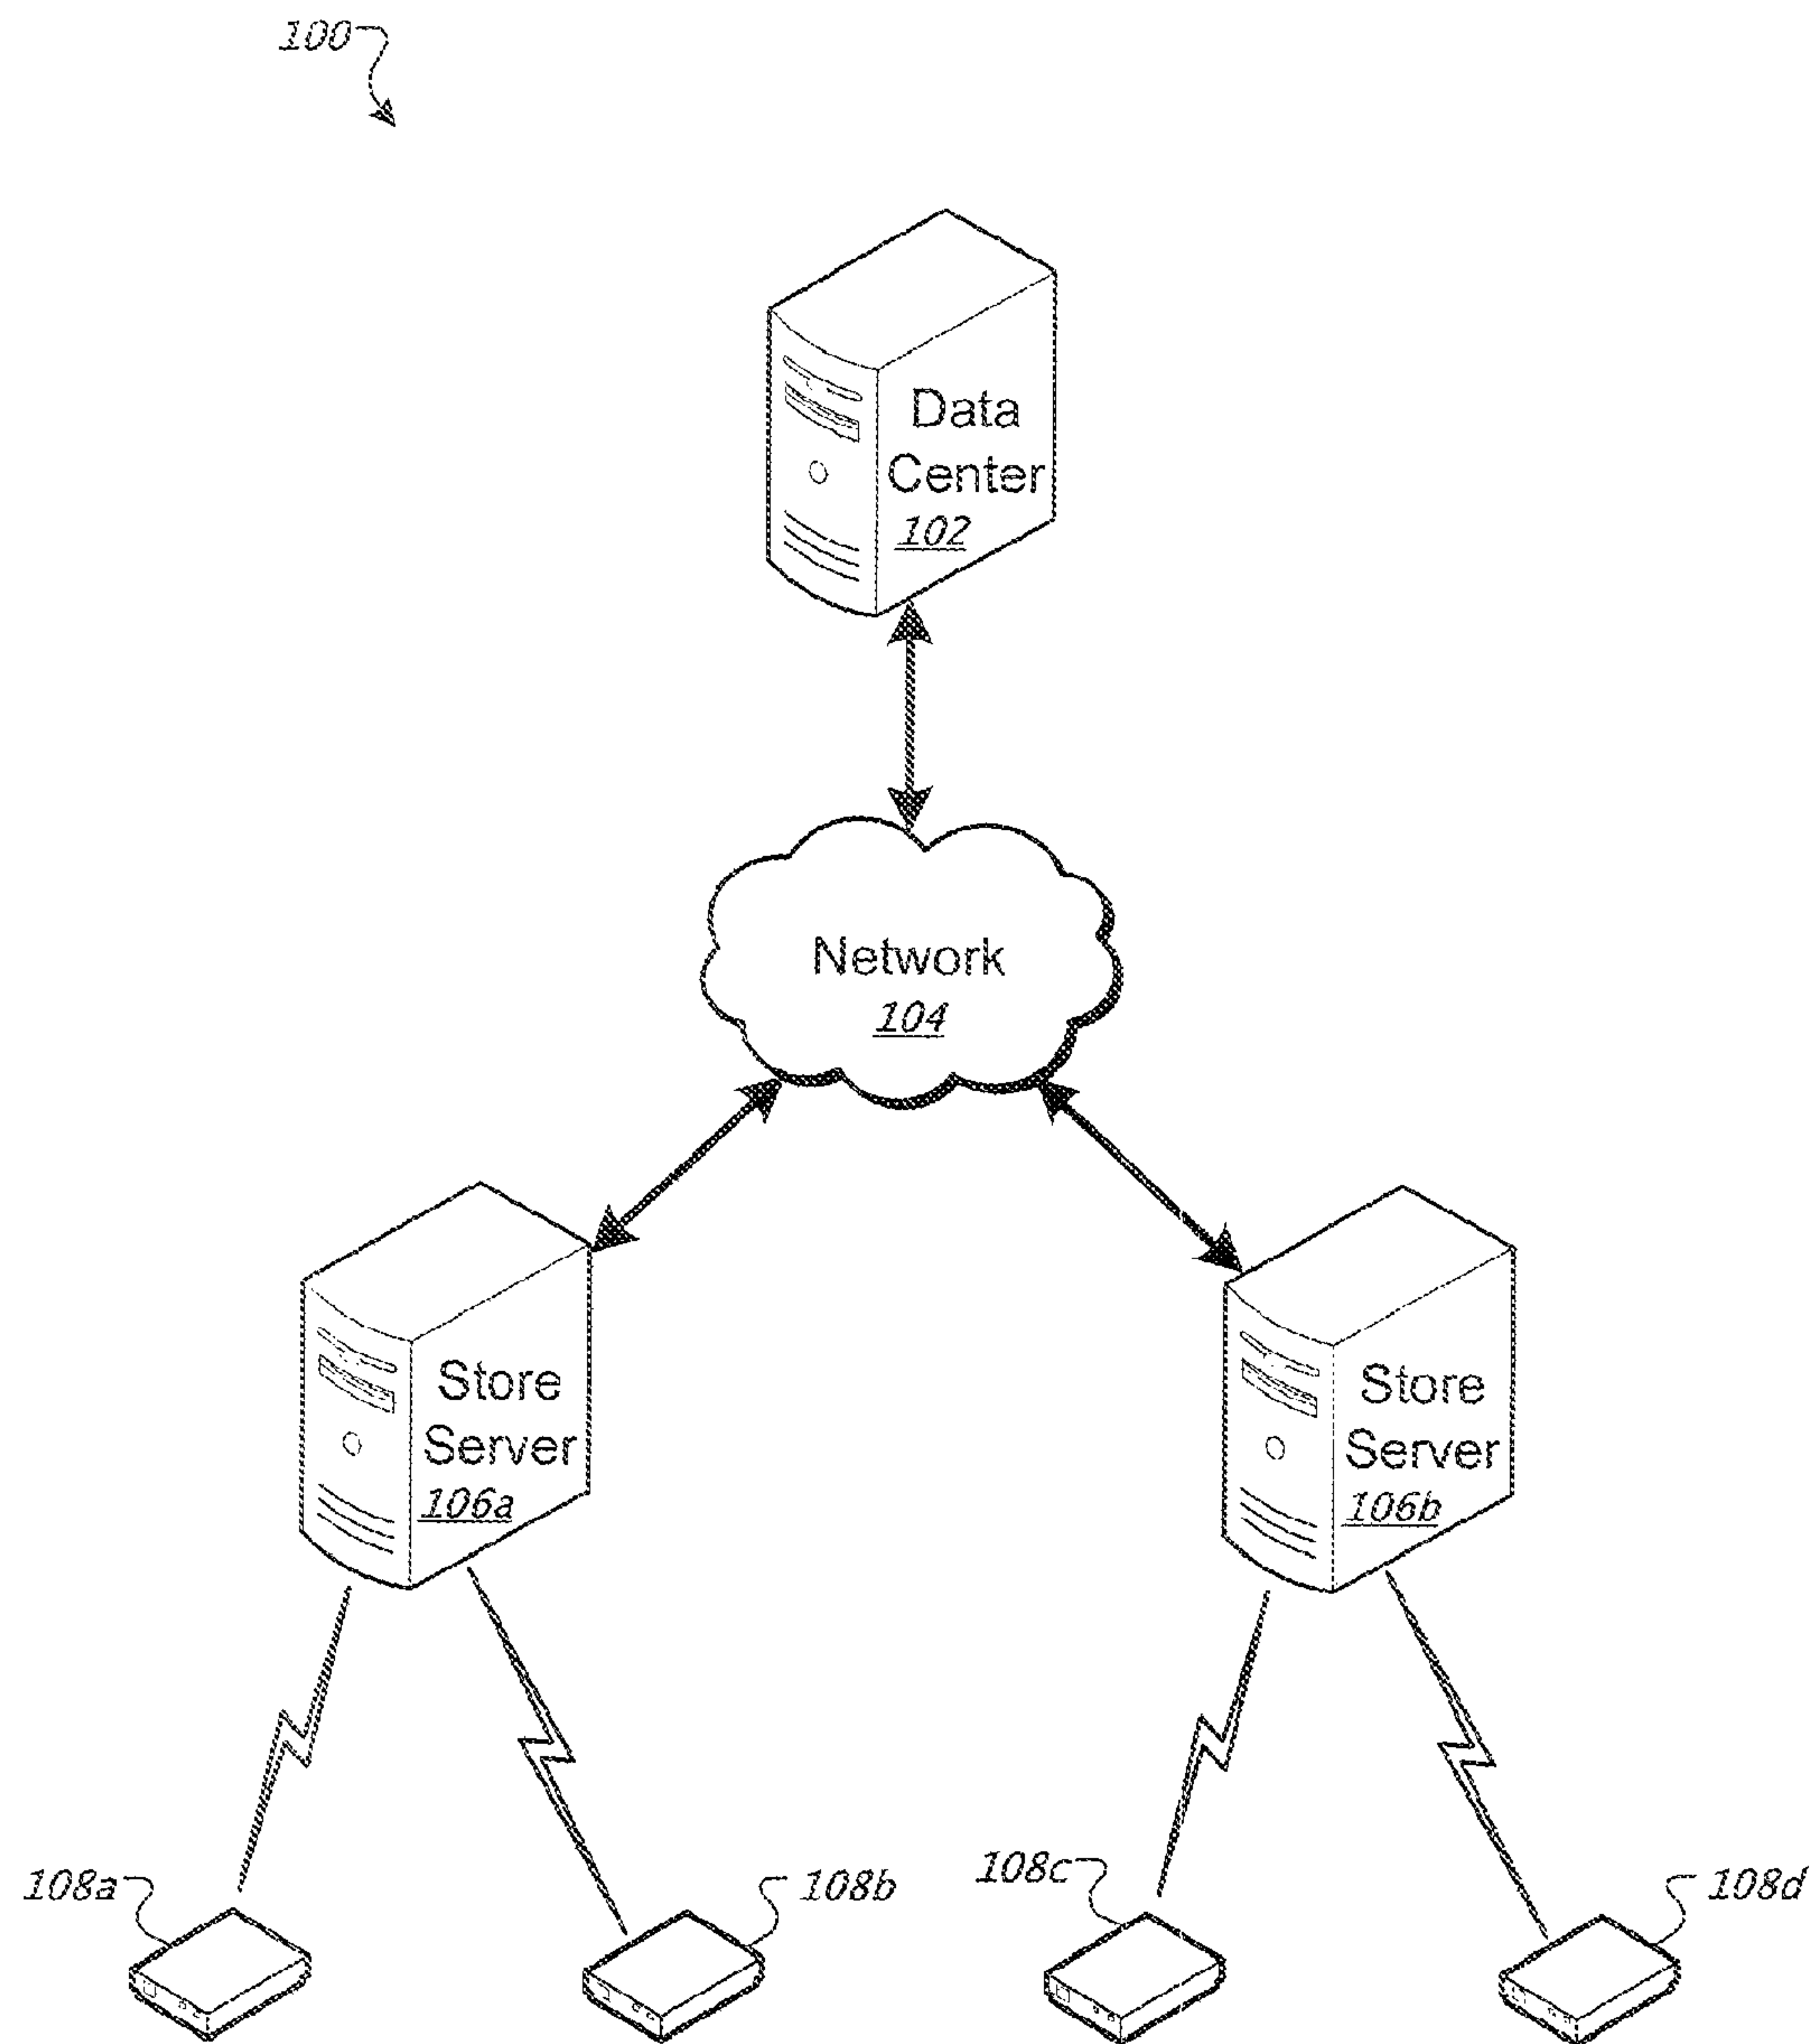 100
Data
Center
102
Network
104
Store
Server
106a
Store
Server
106b
108a
108b
108c
108d